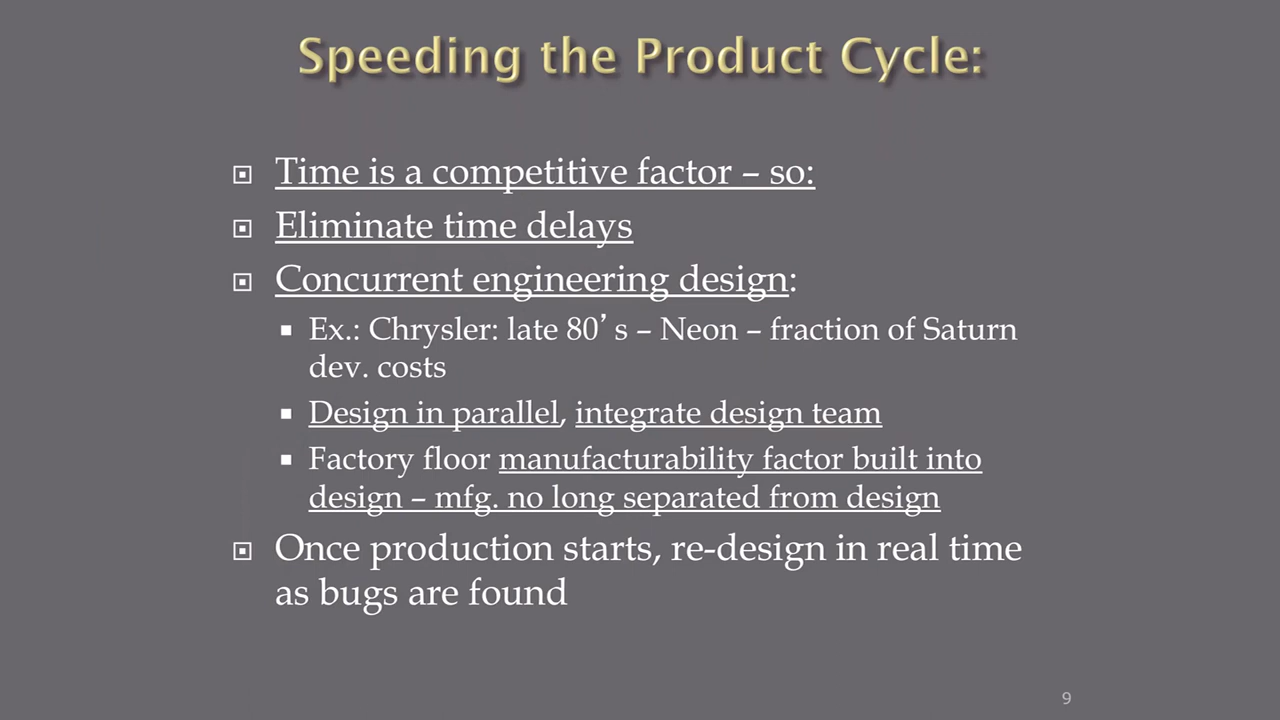 Speeding the Product Cycle:
Time is a competitive factor – so:
Eliminate time delays
Concurrent engineering design:
Ex.: Chrysler: late 80’s – Neon – fraction of Saturn
dev. costs
Design in parallel, integrate design team
Factory floor manufacturability factor built into
design – mfg. no long separated from design
Once production starts, re-design in real time
as bugs are found
9